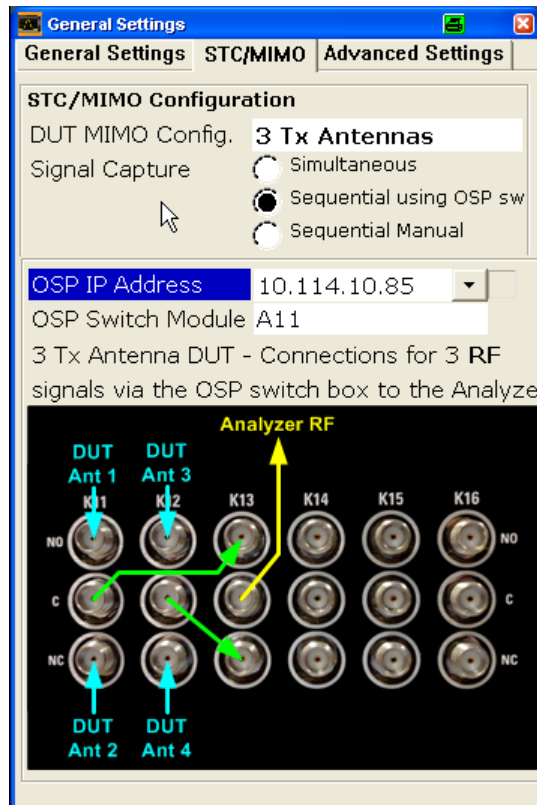 General Settings
General Settings STC/MIMO Advanced Settings
STC/MIMO Configuration
DUT MIMO Config. 3 Tx Antennas
Signal Capture Simultaneous
Sequential using OSP sw
Sequential Manual
OSP IP Address 10.114.10.85
OSP Switch Module A11
3 Tx Antenna DUT - Connections for 3 RF
signals via the OSP switch box to the Analyze
Analyzer RF
DUT DUT
Ant 1 Ant 3
K11 K12 K13 K14 K15 K16
NO NO
C C
NC NC
DUT DUT
Ant 2 Ant 4